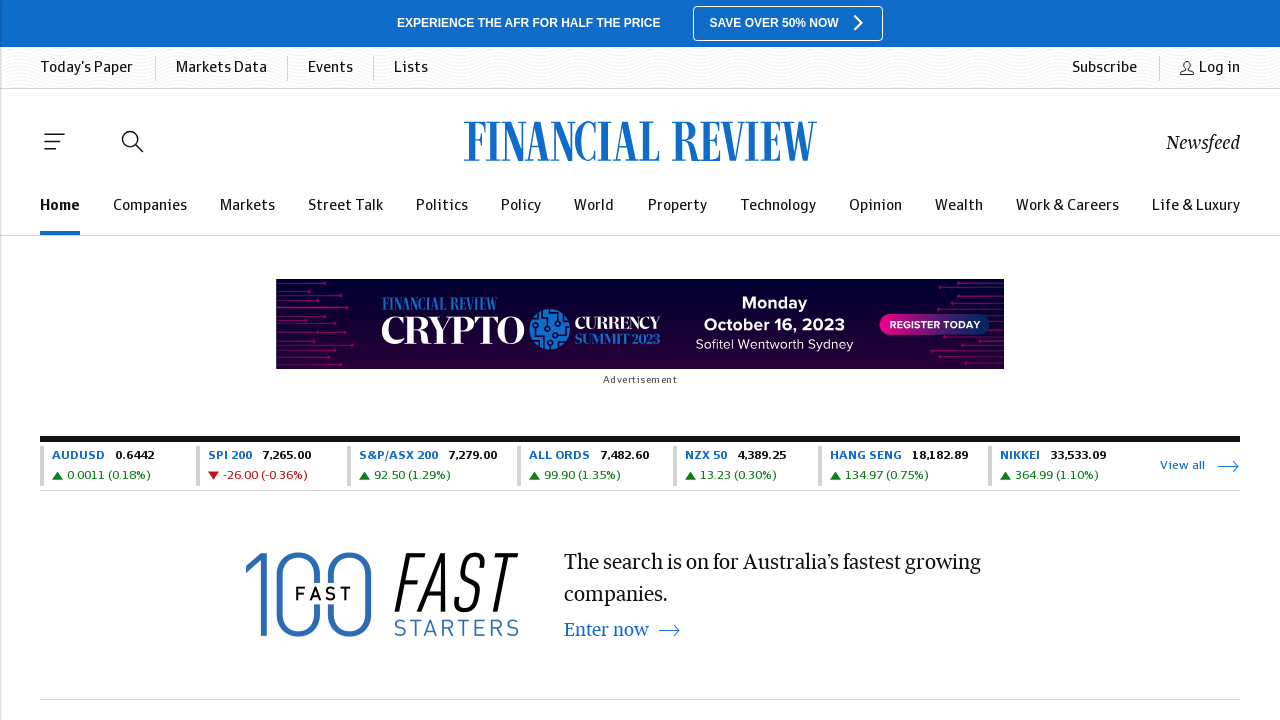 EXPERIENCE THE AFR FOR HALF THE PRICE SAVE OVER 50% NOW
Today's Paper Markets Data Events Lists Subscribe Log in
FINANCIAL REVIEW
Newsfeed
Home Companies Markets Street Talk Politics Policy World Property Technology Opinion Wealth Work & Careers Life & Luxury
FINANCIAL REVIEW
CRYPTO CURRENCY
SUMMIT 2023
Monday
October 16, 2023
Sofitel Wentworth Sydney
REGISTER TODAY
Advertisement
AUDUSD 0.6442 SPI 200 7,265.00 S&P/ASX 200 7,279.00 ALL ORDS 7,482.60 NZX 50 4,389.25 HANG SENG 18,182.89 NIKKEI 33,533.09
0.0011 (0.18%) -26.00 (-0.36%) 92.50 (1.29%) 99.90 (1.35%) 13.23 (0.30%) 134.97 (0.75%) 364.99 (1.10%)
View all
100 FAST
FAST
STARTERS
The search is on for Australia’s fastest growing
companies.
Enter now